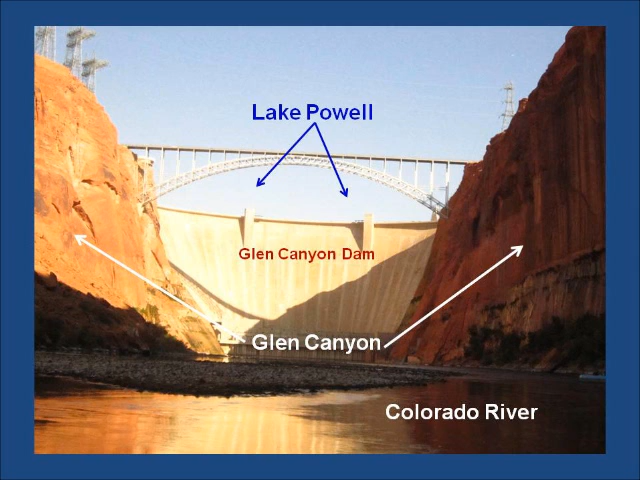 Lake Powell
Glen Canyon Dam
Glen Canyon
Colorado River